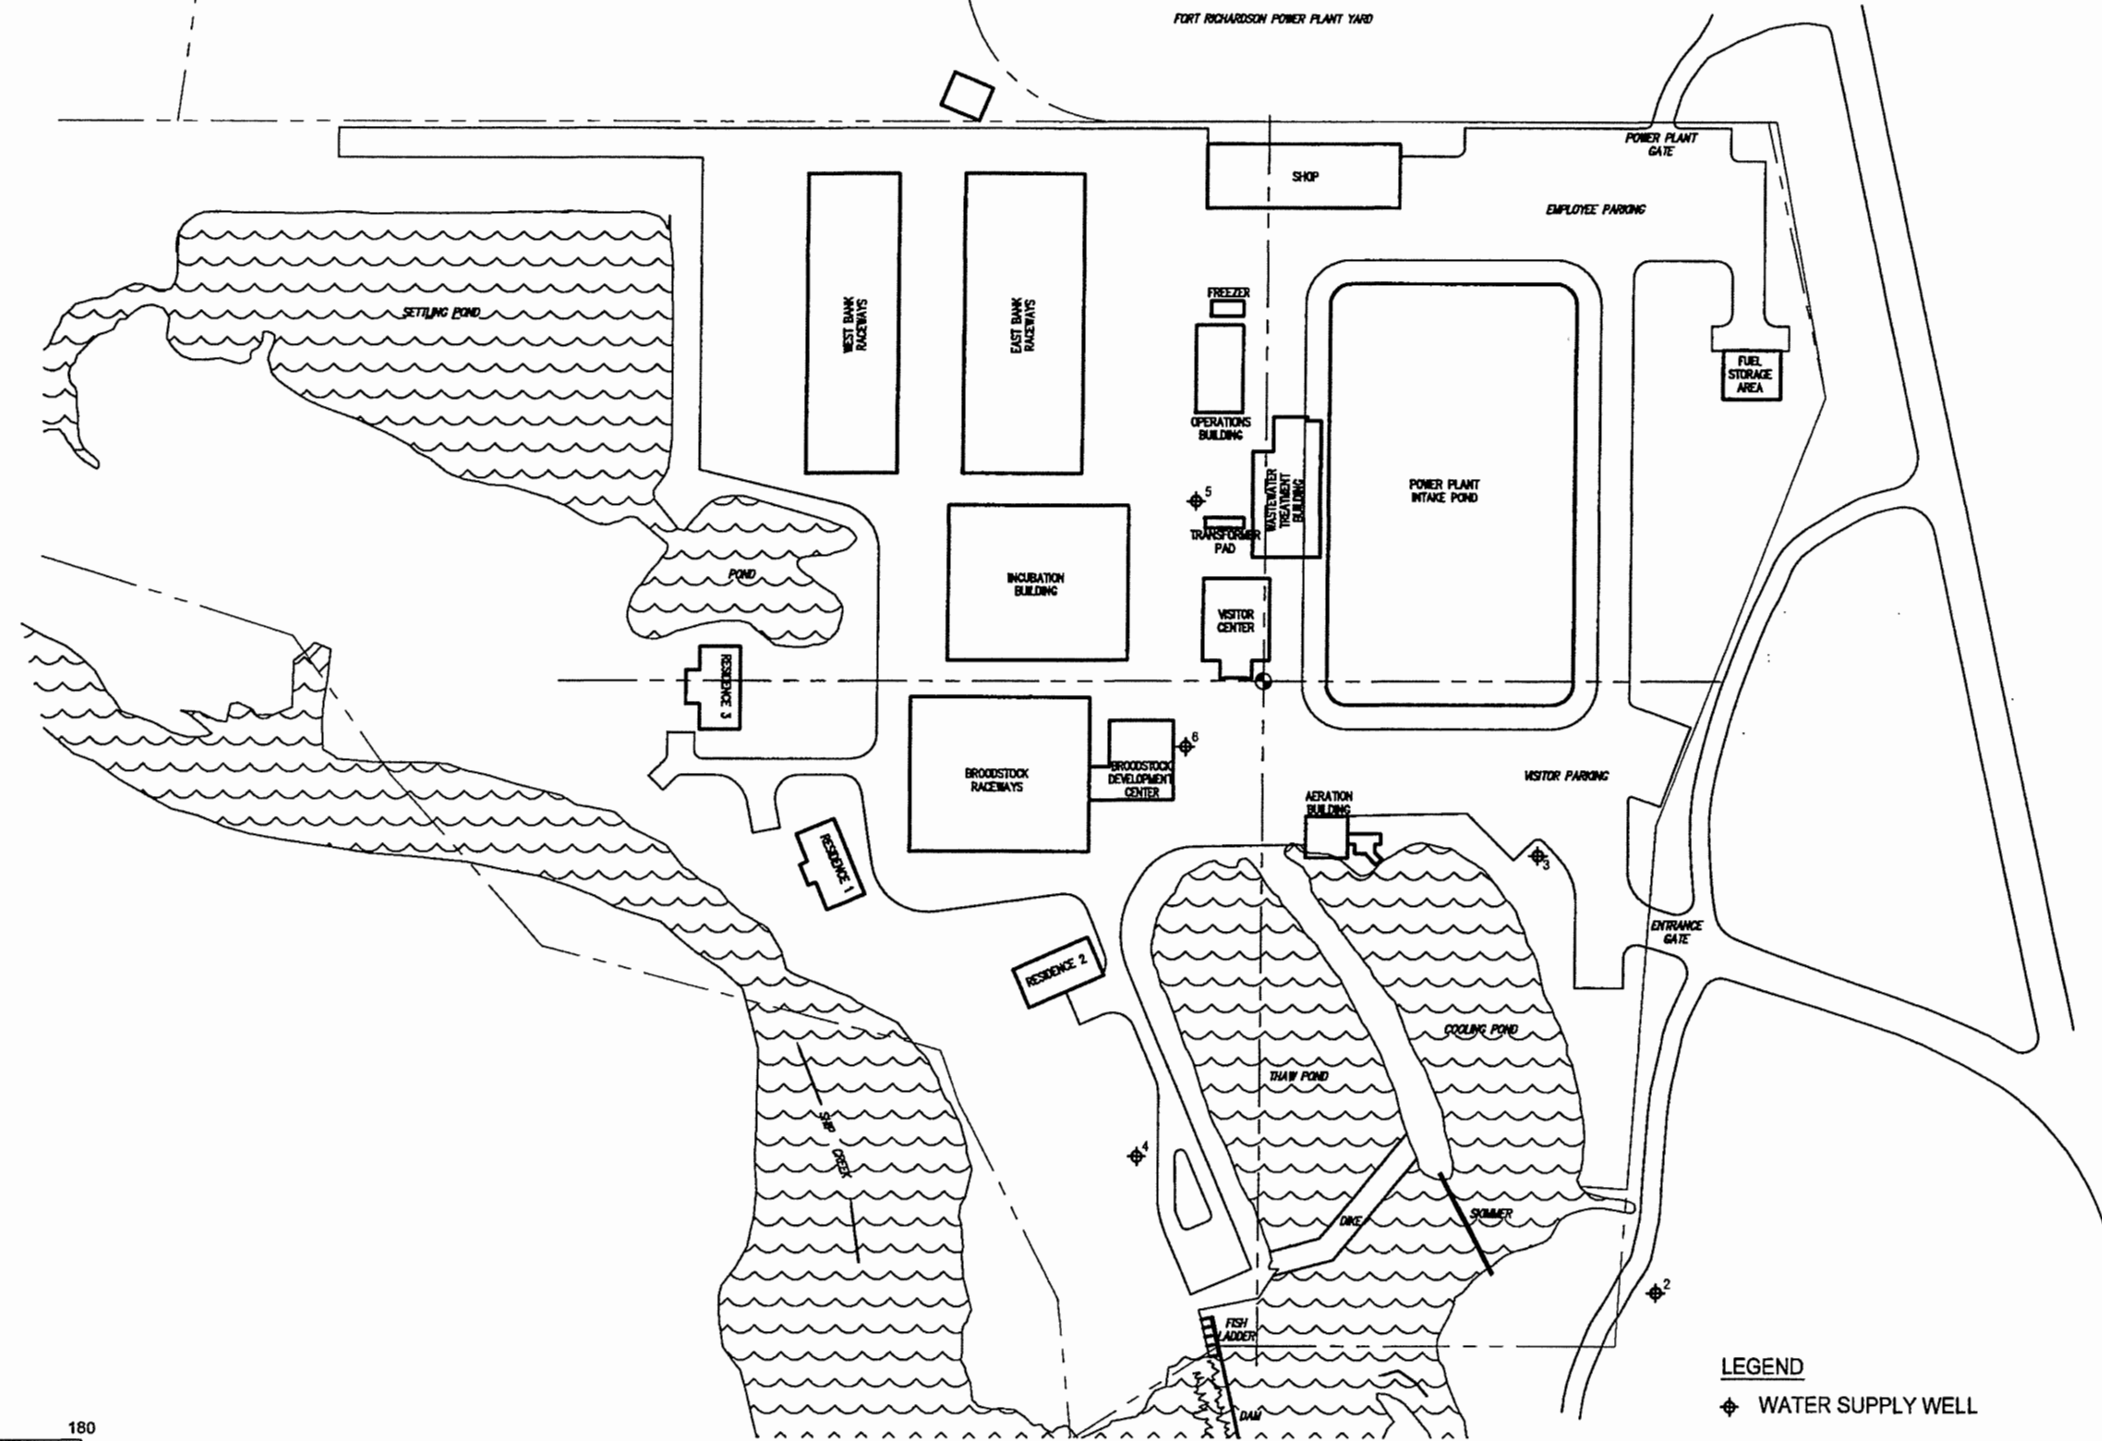 FORT RICHARDSON POWER PLANT YARD
POWER PLANT
GATE
SHOP
EMPLOYEE PARKING
SETTLING POND
WEST BANK
RACEWAYS
EAST BANK
RACEWAYS
FREEZER
OPERATIONS
BUILDING
FUEL
STORAGE
AREA
5
WASTEWATER
TREATMENT
BUILDING
POWER PLANT
INTAKE POND
TRANSFORMER
PAD
POND
INCUBATION
BUILDING
VISITOR
CENTER
RESIDENCE 3
6
BROODSTOCK
RACEWAYS
BROODSTOCK
DEVELOPMENT
CENTER
VISITOR PARKING
AERATION
BUILDING
3
RESIDENCE 1
ENTRANCE
GATE
RESIDENCE 2
COOLING POND
THAW POND
SHIP CREEK
4
DIKE
SKIMMER
2
FISH
LADDER
DAM
LEGEND
WATER SUPPLY WELL
180